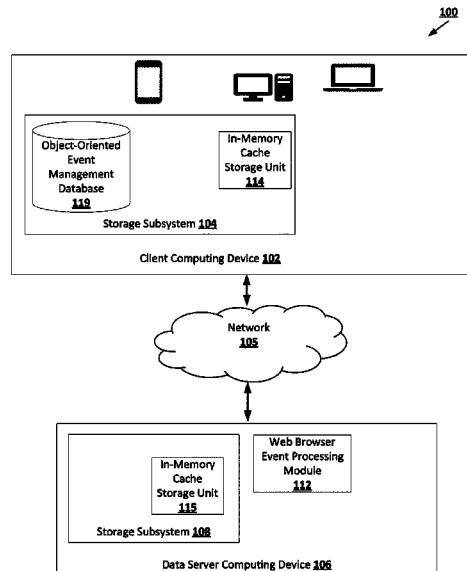 100
Object-Oriented
Event
Management
Database
119
In-Memory
Cache
Storage Unit
114
Storage Subsystem 104
Client Computing Device 102
Network
105
In-Memory
Cache
Storage Unit
115
Storage Subsystem 108
Web Browser
Event Processing
Module
112
Data Server Computing Device 106